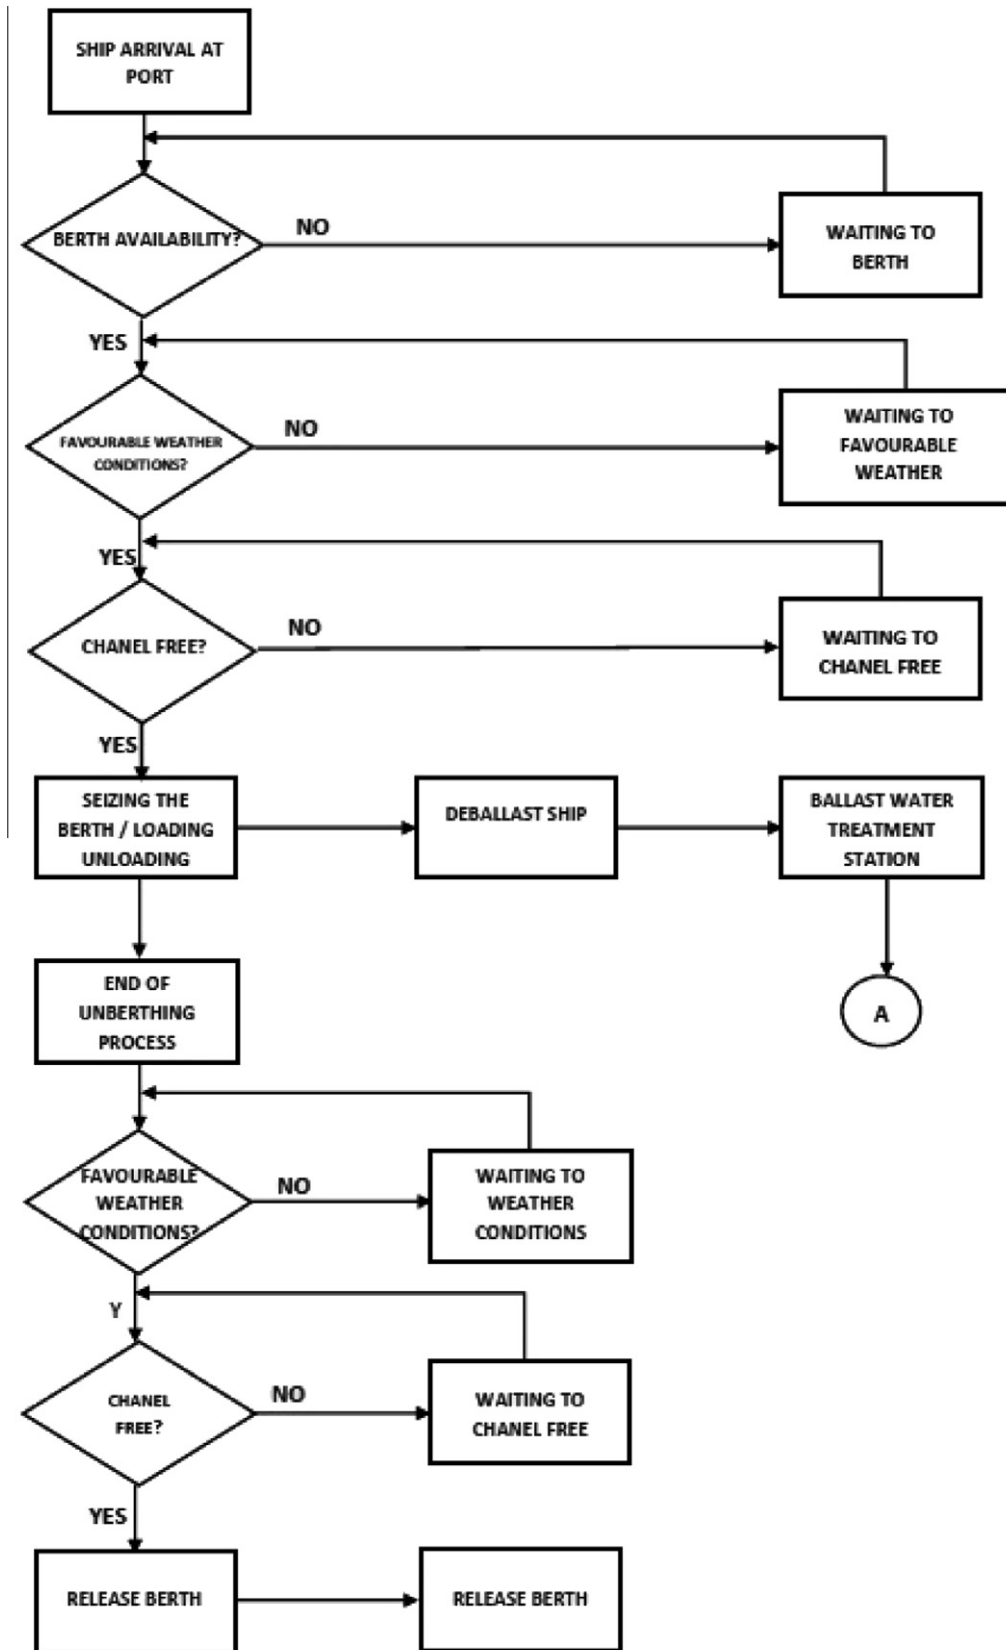 SHIP ARRIVAL AT
PORT
BERTH AVAILABILITY?
NO
WAITING TO
BERTH
YES
FAVOURABLE WEATHER
CONDITIONS?
NO
WAITING TO
FAVOURABLE
WEATHER
YES
CHANEL FREE?
NO
WAITING TO
CHANEL FREE
YES
SEIZING THE
BERTH / LOADING
UNLOADING
DEBALLAST SHIP
BALLAST WATER
TREATMENT
STATION
END OF
UNBERTHING
PROCESS
A
FAVOURABLE
WEATHER
CONDITIONS?
NO
WAITING TO
WEATHER
CONDITIONS
Y
CHANEL
FREE?
NO
WAITING TO
CHANEL FREE
YES
RELEASE BERTH
RELEASE BERTH